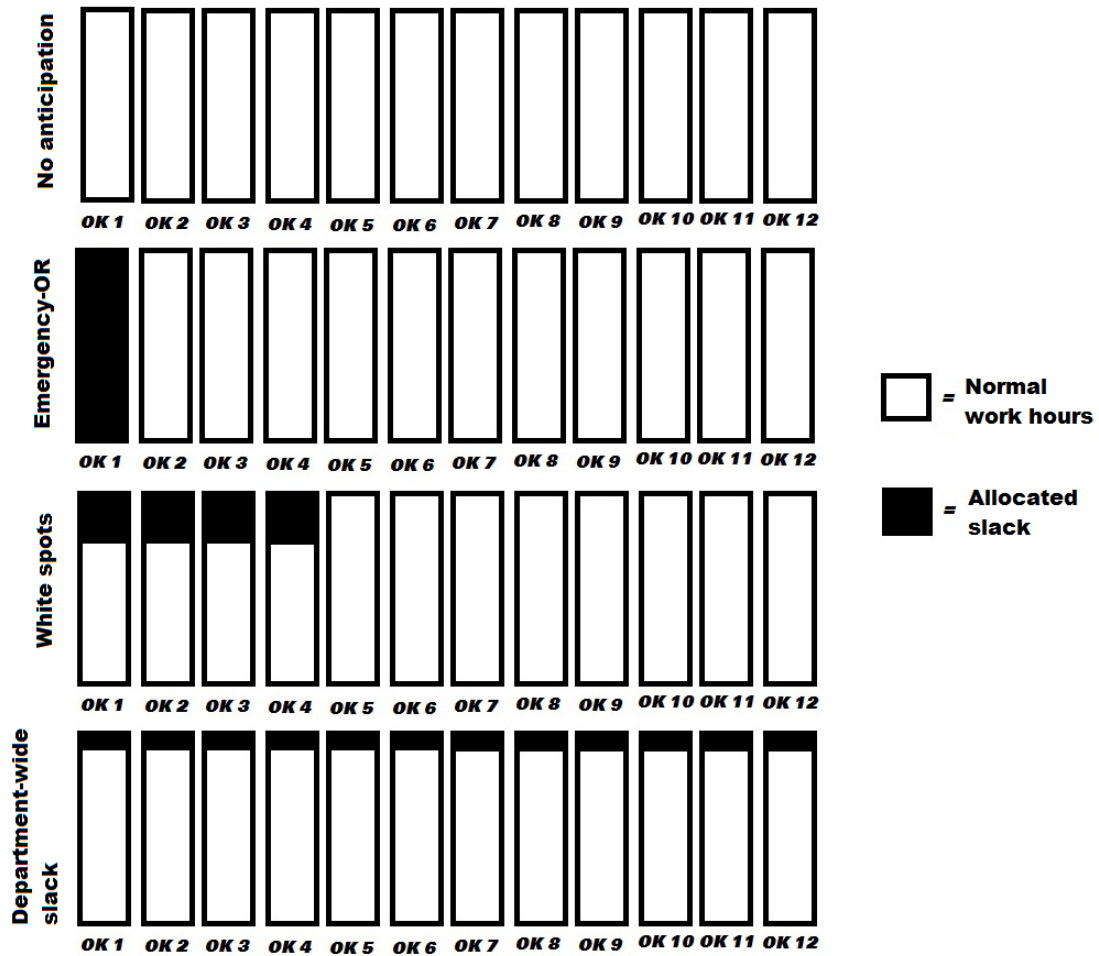 No anticipation
OK 1 OK 2 OK 3 OK 4 OK 5 OK 6 OK 7 OK 8 OK 9 OK 10 OK 11 OK 12
Emergency-OR
OK 1 OK 2 OK 3 OK 4 OK 5 OK 6 OK 7 OK 8 OK 9 OK 10 OK 11 OK 12
White spots
OK 1 OK 2 OK 3 OK 4 OK 5 OK 6 OK 7 OK 8 OK 9 OK 10 OK 11 OK 12
Department-wide
slack
OK 1 OK 2 OK 3 OK 4 OK 5 OK 6 OK 7 OK 8 OK 9 OK 10 OK 11 OK 12
= Normal
work hours
= Allocated
slack